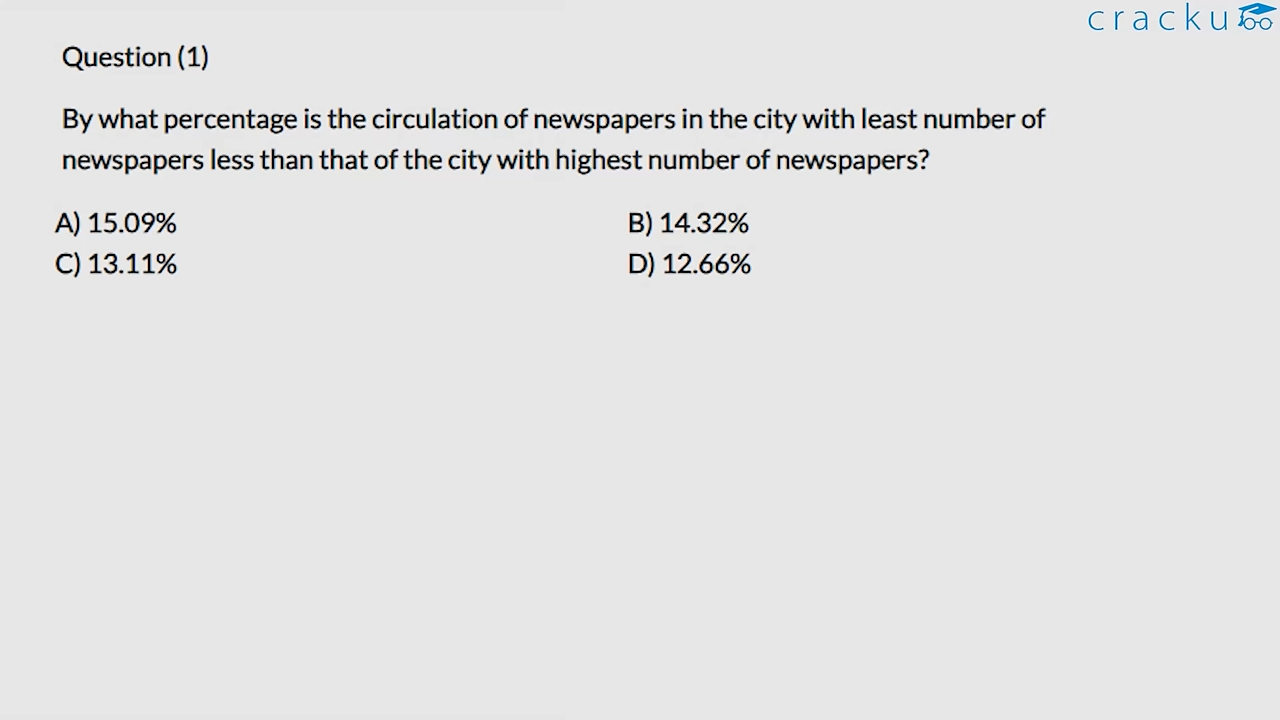 cracku
Question (1)
By what percentage is the circulation of newspapers in the city with least number of
newspapers less than that of the city with highest number of newspapers?
A) 15.09%
B) 14.32%
C) 13.11%
D) 12.66%